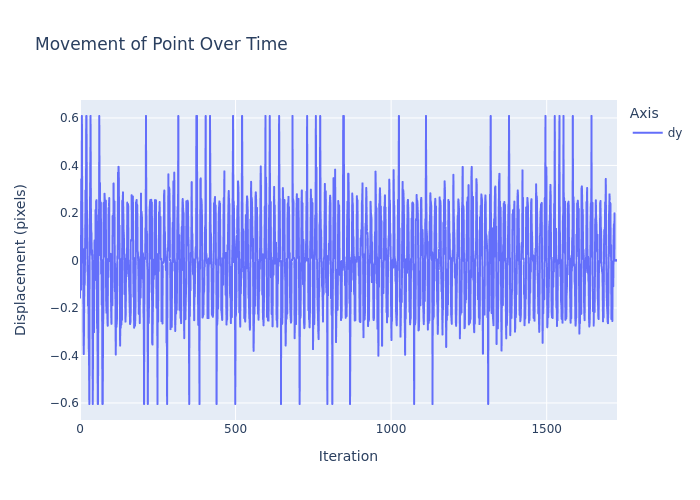 Movement of Point Over Time
Axis
dy
Displacement (pixels)
0.6
0.4
0.2
0
−0.2
−0.4
−0.6
0
500
1000
1500
Iteration